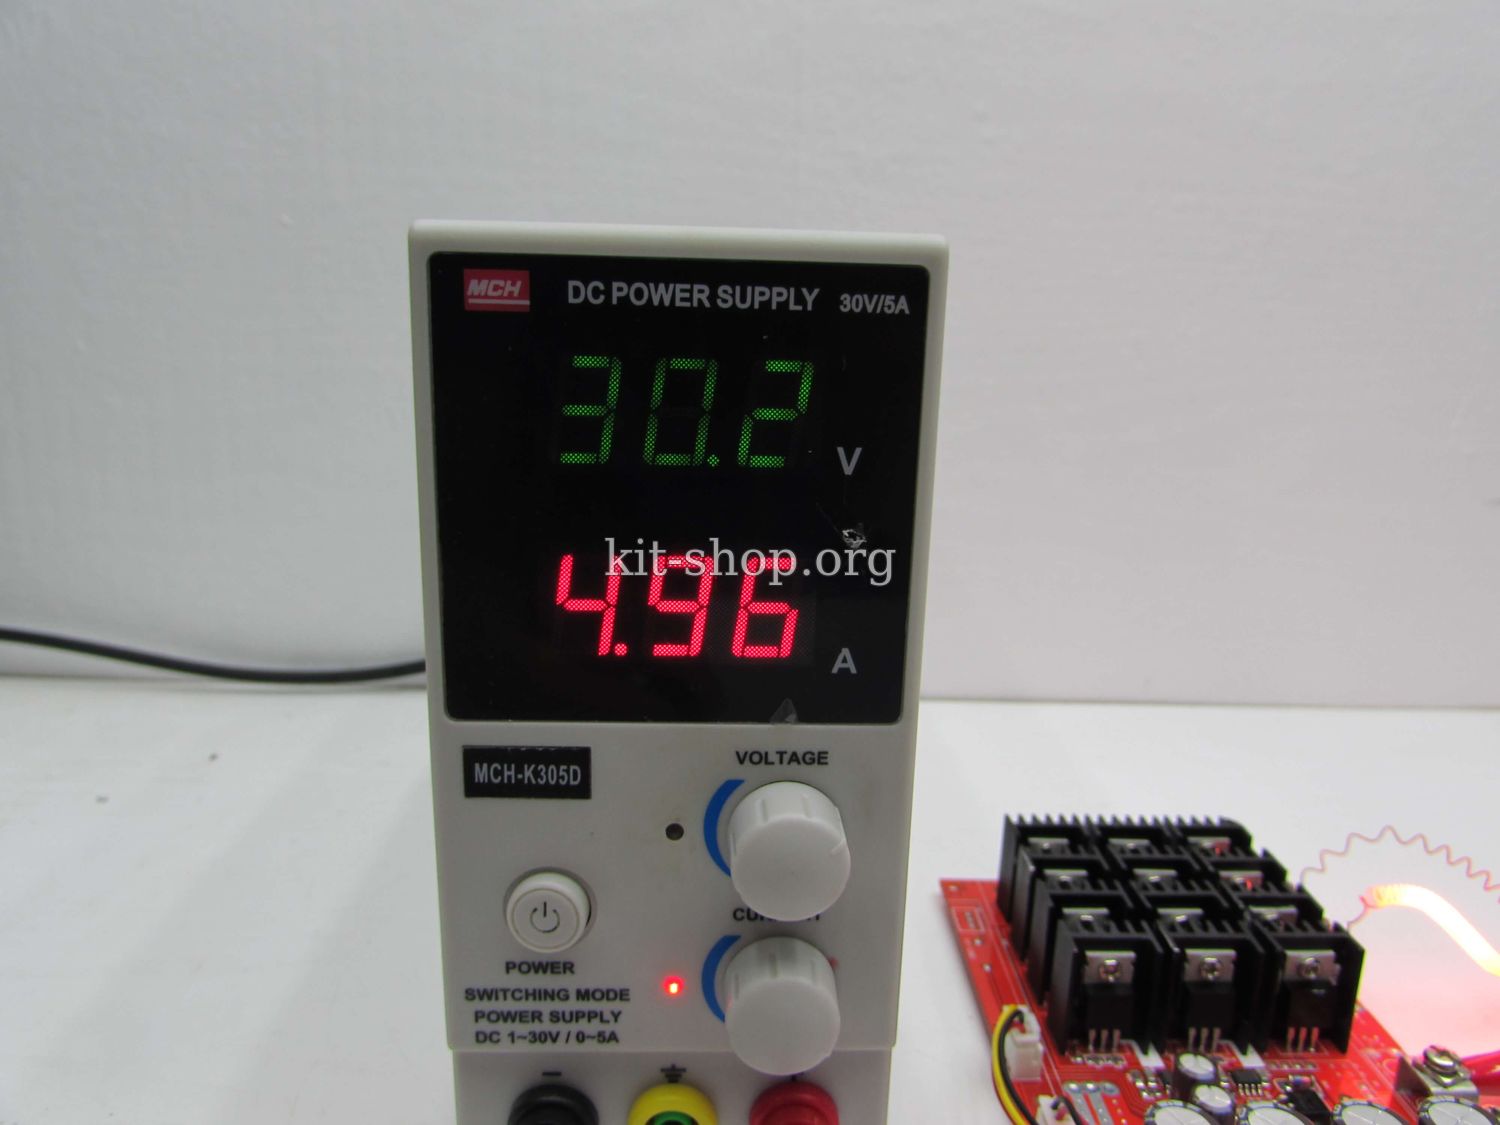 MCH
DC POWER SUPPLY 30V/5A
30.2 V
kit-shop.org
4.96 A
MCH-K305D
VOLTAGE
POWER
SWITCHING MODE
POWER SUPPLY
DC 1~30V / 0~5A